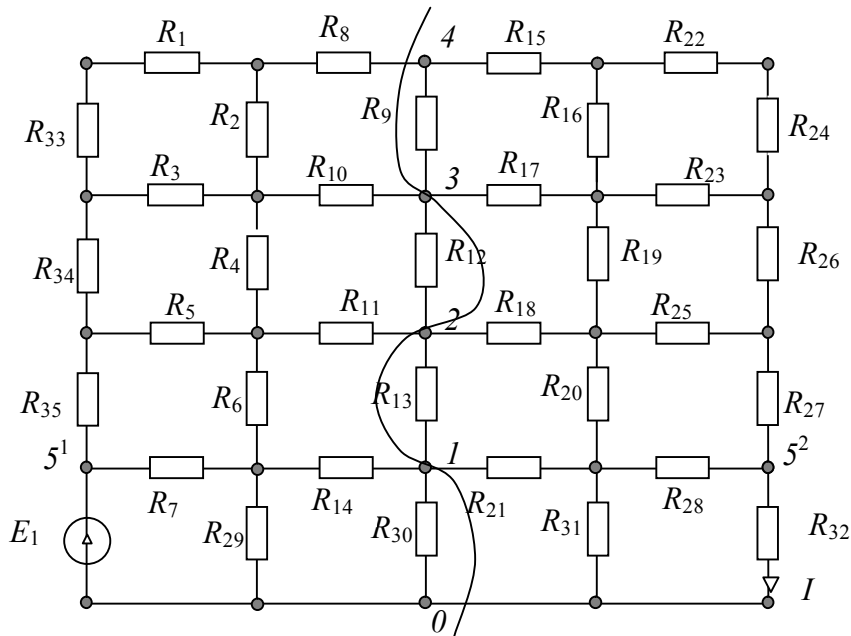 R1 R8 4 R15 R22
R33 R2 R9 R16 R24
R3 R10 3 R17 R23
R34 R4 R12 R19 R26
R5 R11 2 R18 R25
R35 R6 R13 R20 R27
5¹ R7 R14 1 R21 R28 5²
E1 R29 R30 R31 R32
0 I